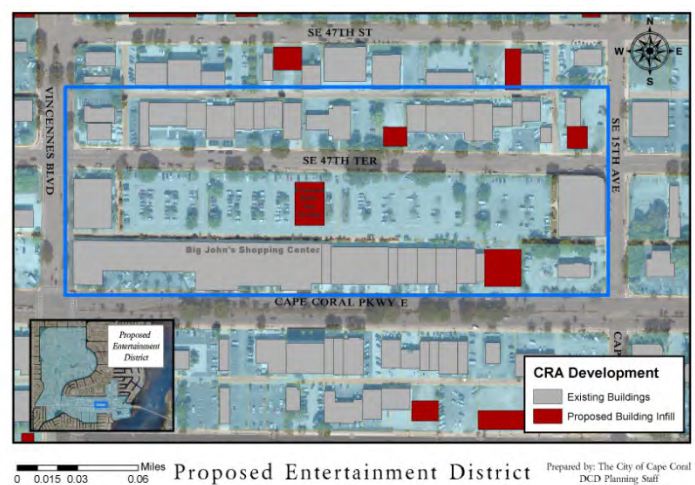 SE 47TH ST
N
W
E
S
VINCENNES BLVD
SE 15TH AVE
SE 47TH TER
Big John's Shopping Center
CAPE CORAL PKWY E
CAP
Proposed
Entertainment
District
CRA Development
Existing Buildings
Proposed Building Infill
Miles
0 0.015 0.03 0.06
Proposed Entertainment District
Prepared by: The City of Cape Coral
DCD Planning Staff